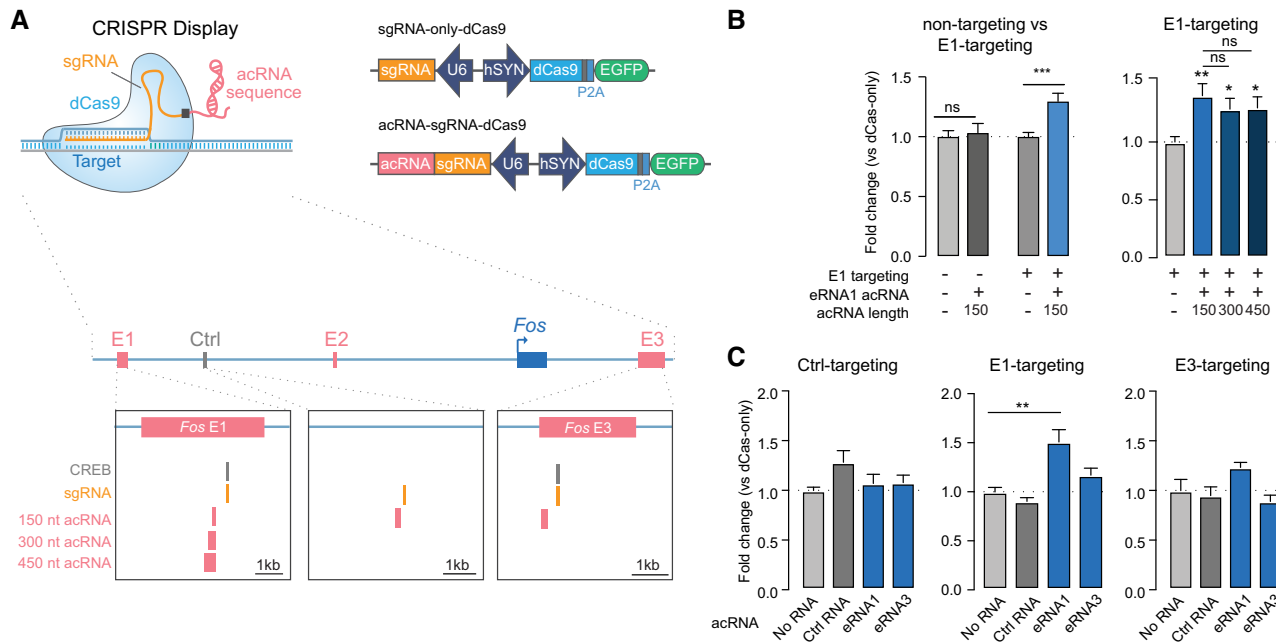 A
CRISPR Display
sgRNA
dCas9
acRNA
sequence
Target
sgRNA-only-dCas9
sgRNA
U6
hSYN
dCas9
EGFP
P2A
acRNA-sgRNA-dCas9
acRNA
sgRNA
U6
hSYN
dCas9
EGFP
P2A
E1
Ctrl
E2
Fos
E3
Fos E1
Fos E3
CREB
sgRNA
150 nt acRNA
300 nt acRNA
450 nt acRNA
1kb
1kb
1kb
B
non-targeting vs
E1-targeting
Fold change (vs dCas-only)
1.5
1.0
0.5
0.0
ns
***
E1 targeting - - + +
eRNA1 acRNA - + - +
acRNA length - 150 - 150
E1-targeting
ns
ns
** * *
1.5
1.0
1.5
0.0
+ + + +
- + + +
- 150 300 450
C
Ctrl-targeting
Fold change (vs dCas-only)
2.0
1.5
1.0
0.5
0.0
acRNA
No RNA
Ctrl RNA
eRNA1
eRNA3
E1-targeting
**
2.0
1.5
1.0
0.5
0.0
No RNA
Ctrl RNA
eRNA1
eRNA3
E3-targeting
2.0
1.5
1.0
0.5
0.0
No RNA
Ctrl RNA
eRNA1
eRNA3